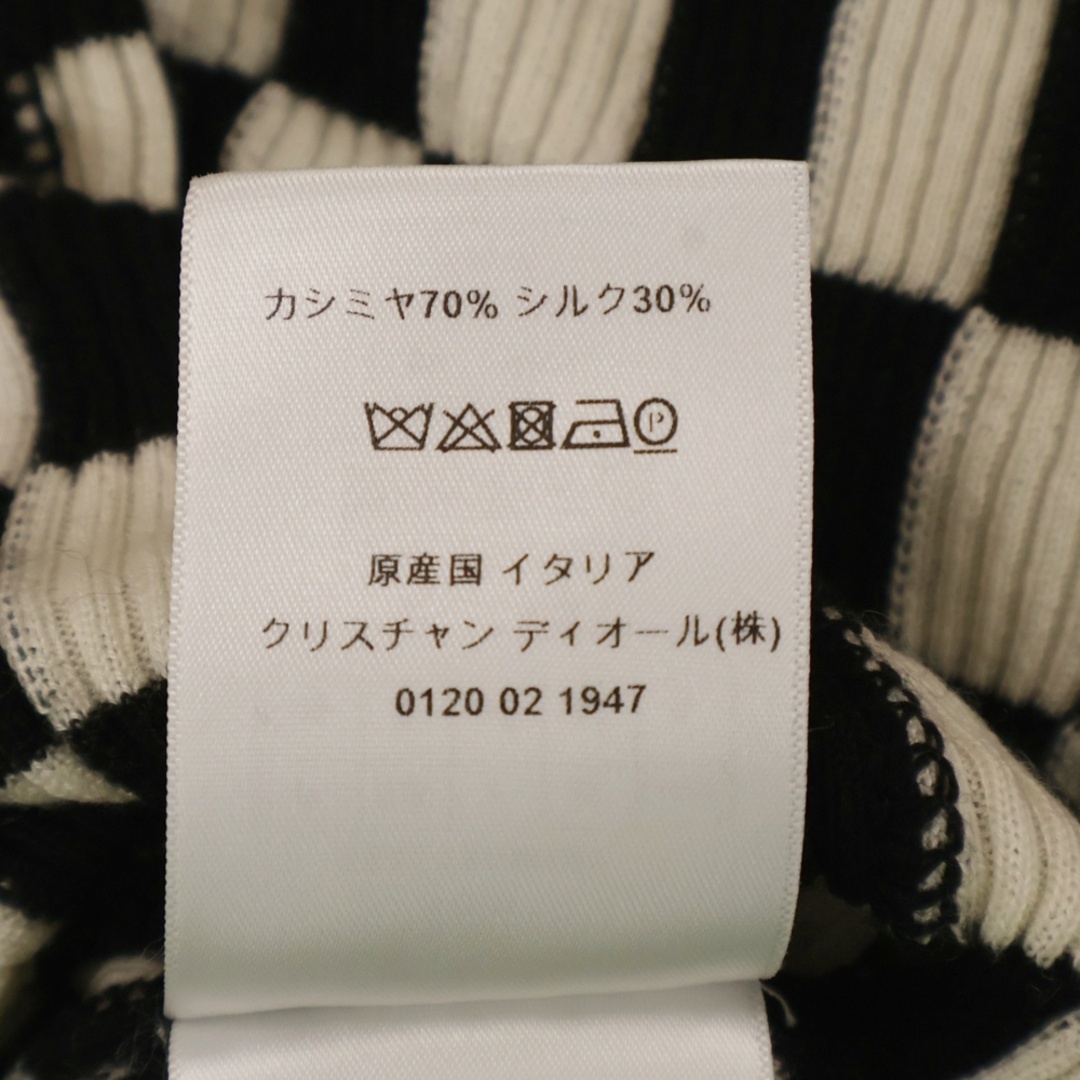 カシミヤ70% シルク30%
P
原産国 イタリア
クリスチャン ディオール(株)
0120 02 1947